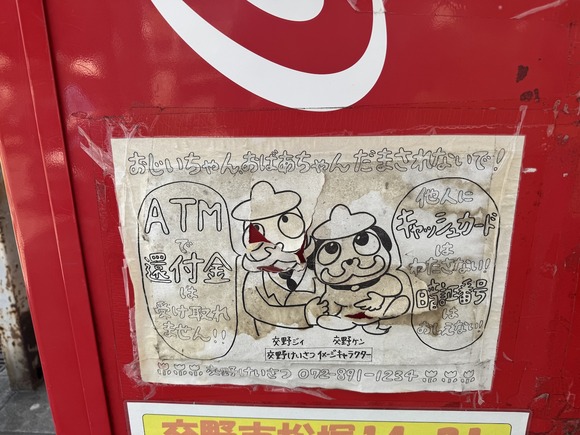 おじいちゃんおばあちゃんだまされないで!
ATM
で
還付金
は
受け取れ
ません!!
他人に
キャッシュカード
は
わたさない!
暗証番号
は
おしえない!
交野ジイ
交野ケン
交野けいさつイメージキャラクター
交野けいさつ 072-891-1234